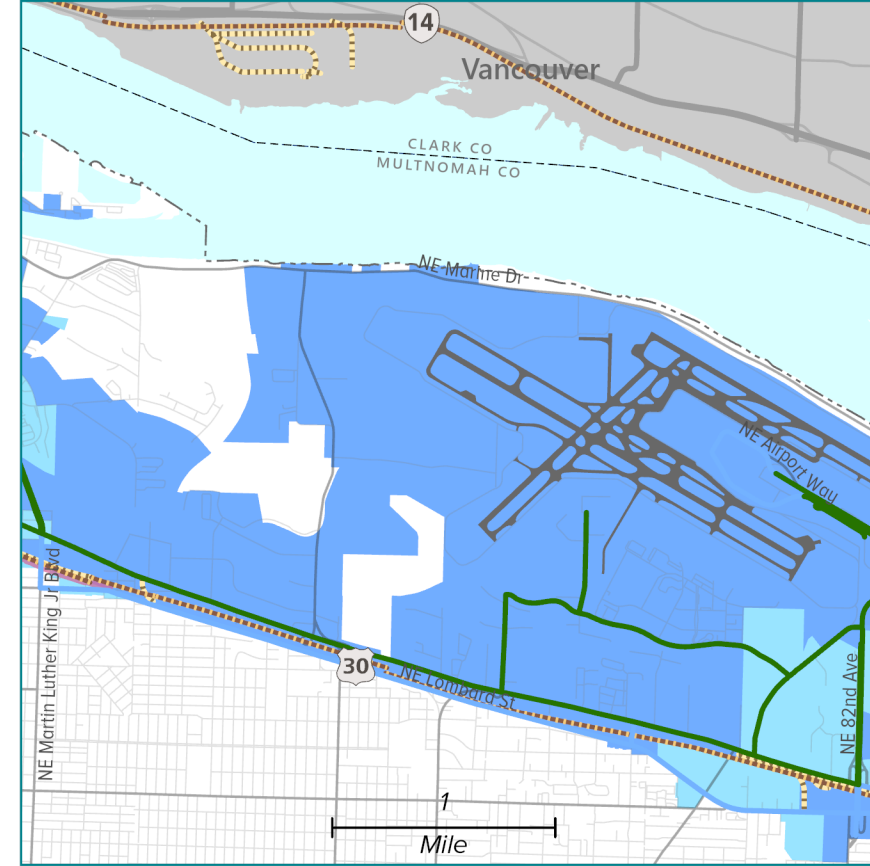 14
Vancouver
CLARK CO
MULTNOMAH CO
NE Marine Dr
NE Airport Way
NE Martin Luther King Jr Blvd
30
NE Lombard St
NE 82nd Ave
1
Mile